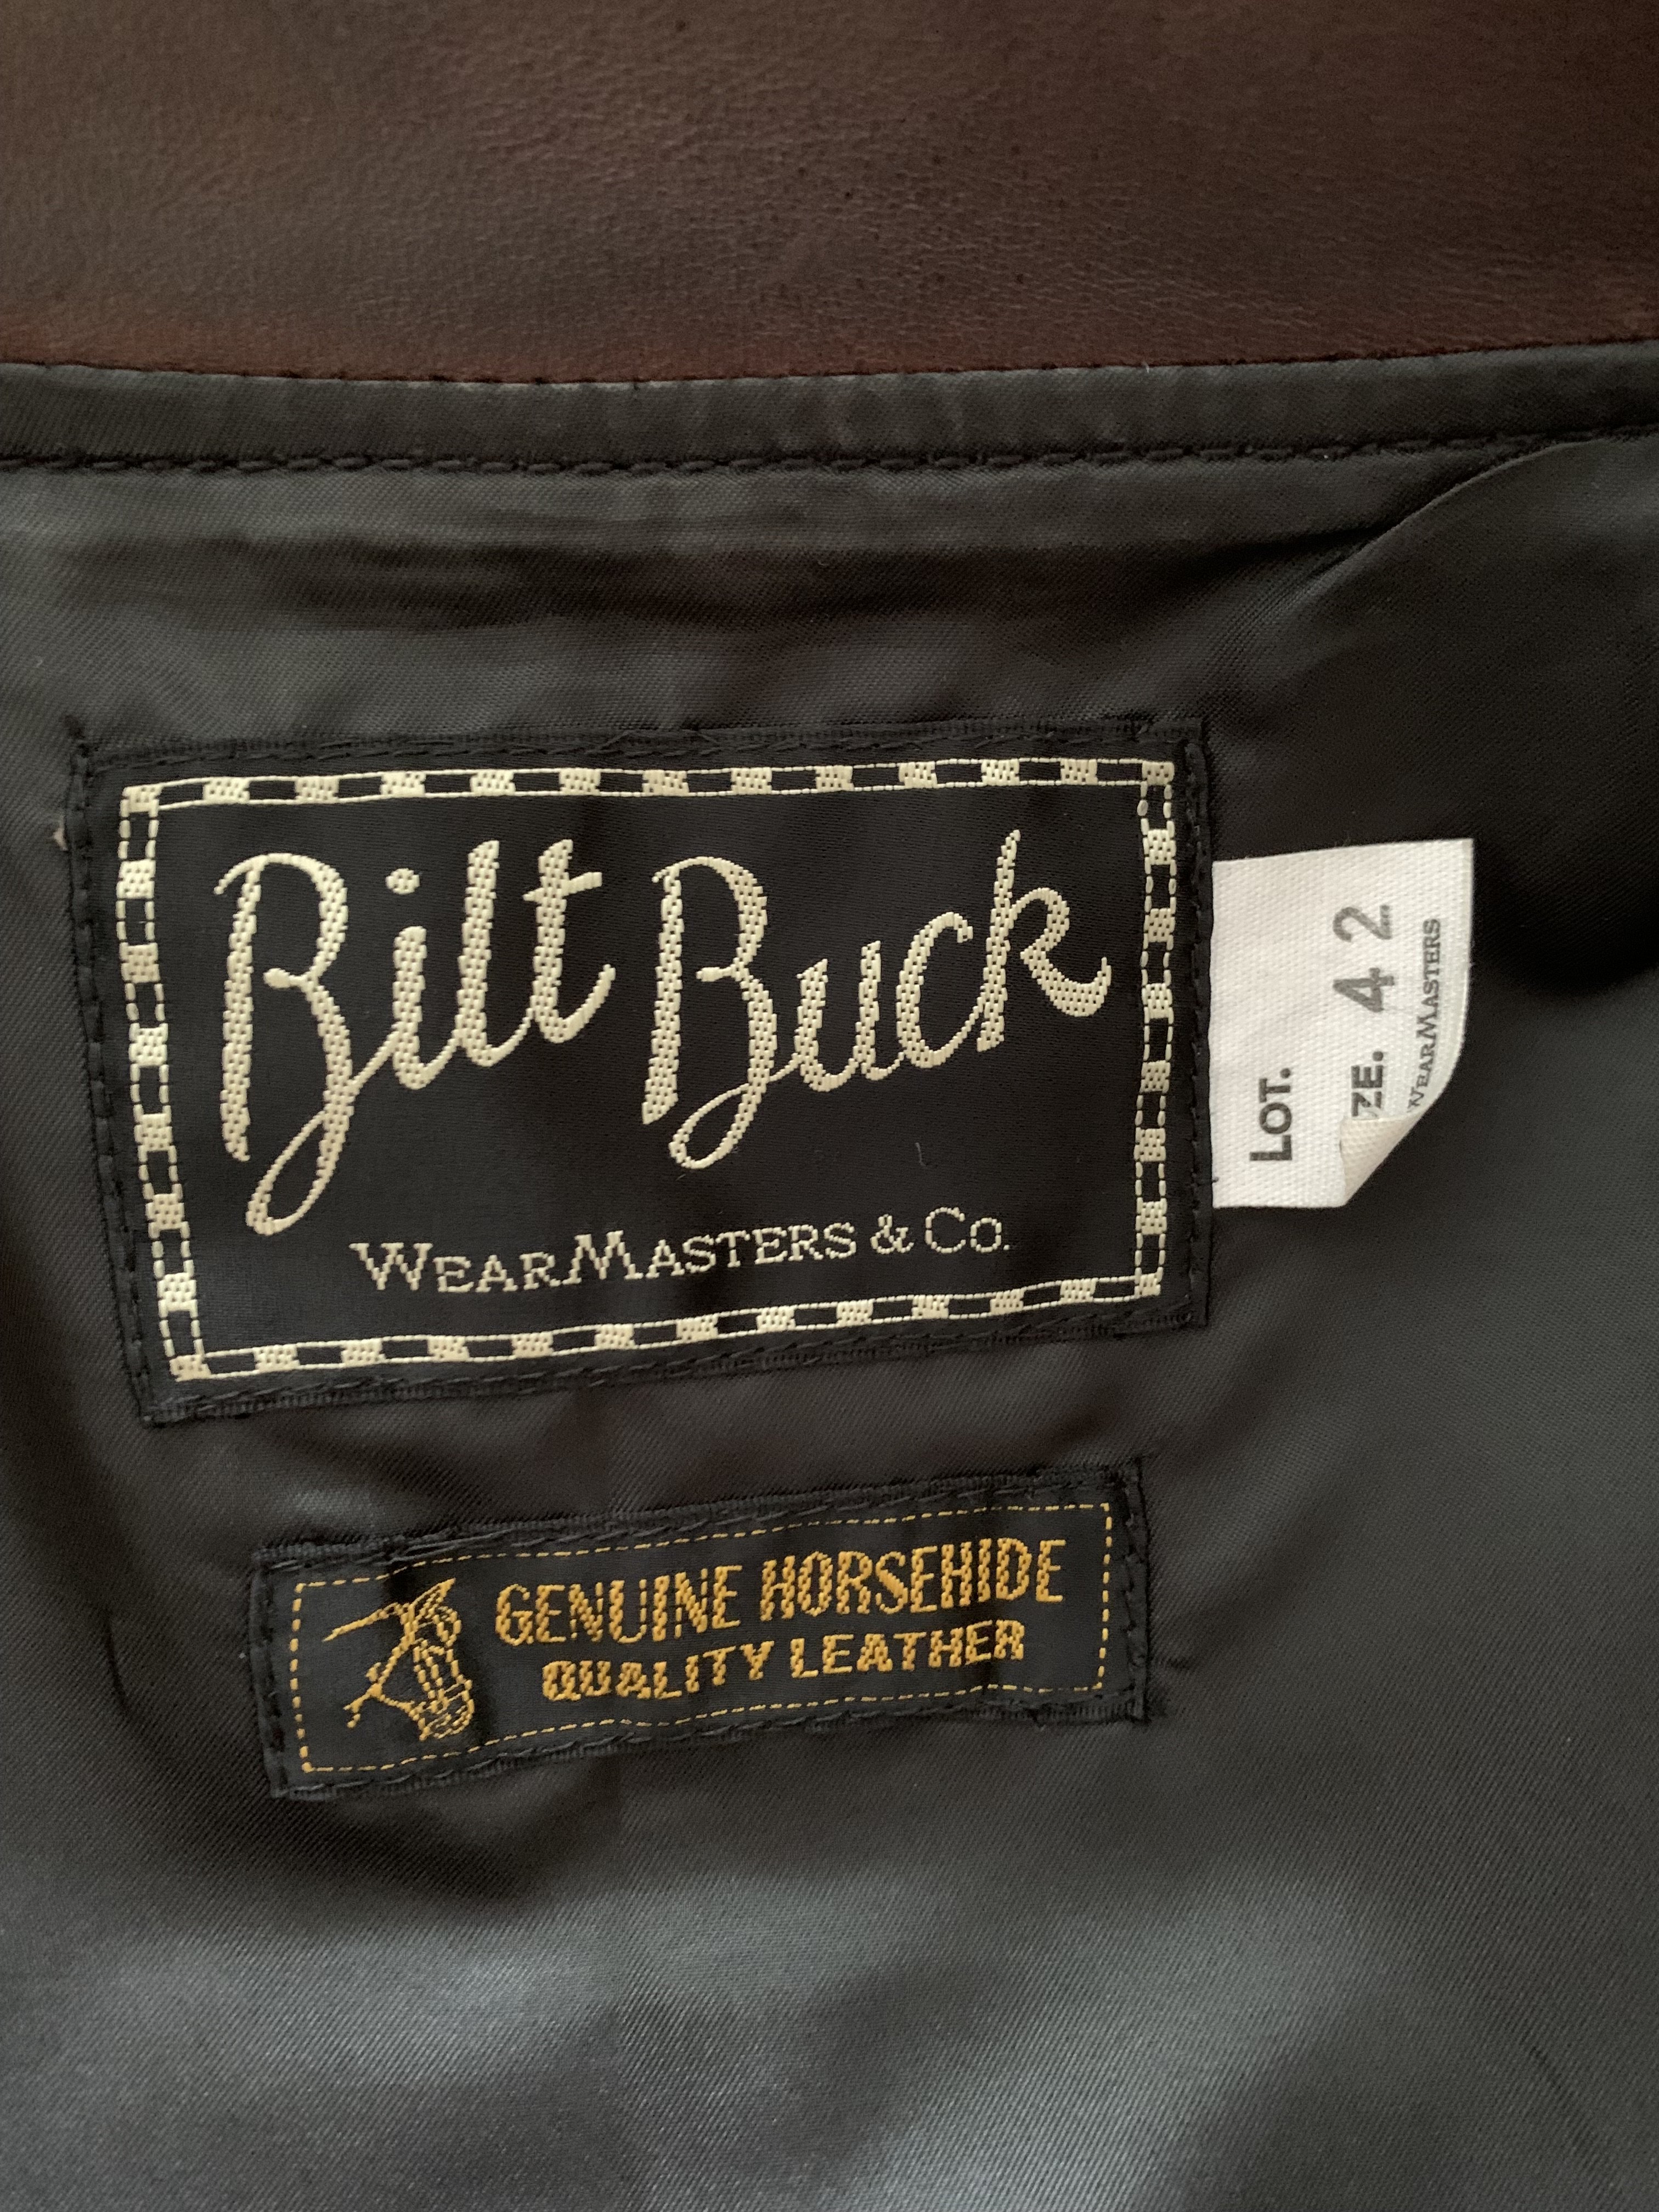 Bilt Buck
WEARMASTERS & CO.
LOT.
ZE. 42
WEARMASTERS
GENUINE HORSEHIDE
QUALITY LEATHER